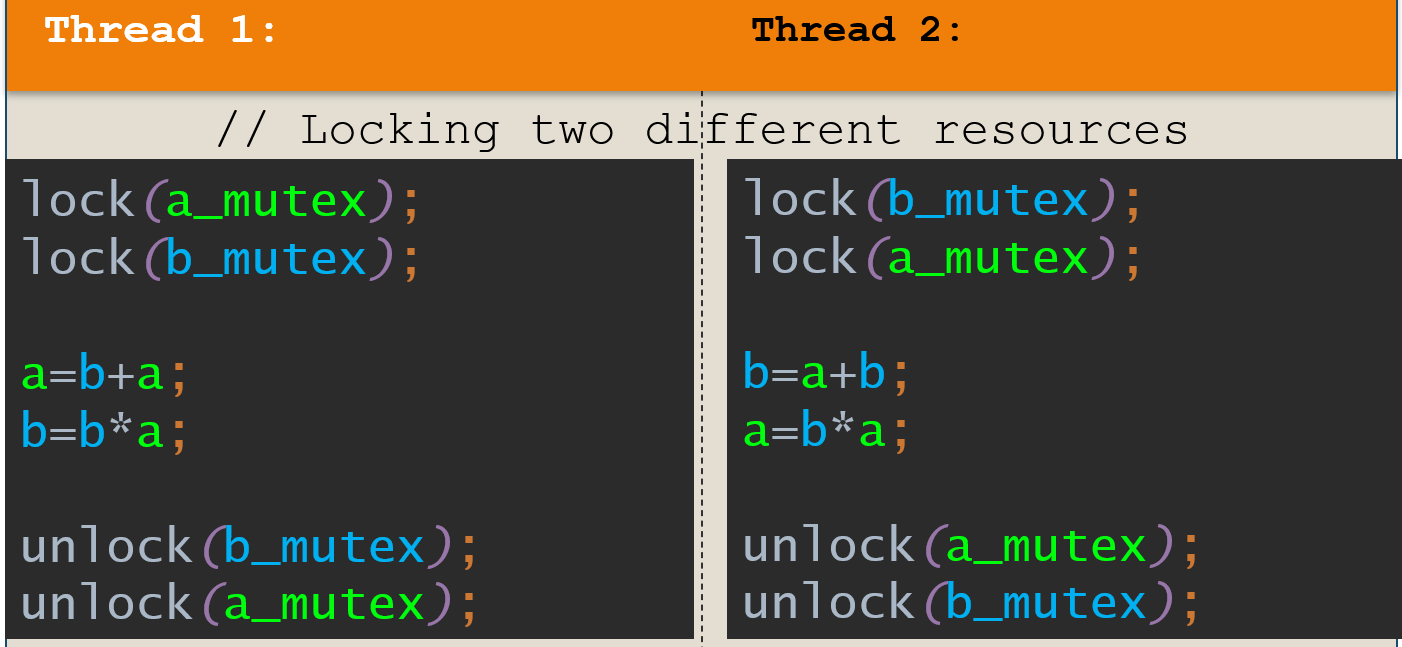 Thread 1:
Thread 2:
// Locking two different resources
lock(a_mutex);
lock(b_mutex);
a=b+a;
b=b*a;
unlock(b_mutex);
unlock(a_mutex);
lock(b_mutex);
lock(a_mutex);
b=a+b;
a=b*a;
unlock(a_mutex);
unlock(b_mutex);